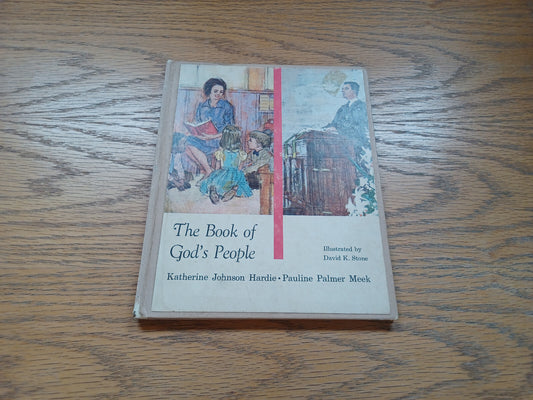 The Book of
God's People
Illustrated by
David K. Stone
Katherine Johnson Hardie • Pauline Palmer Meek